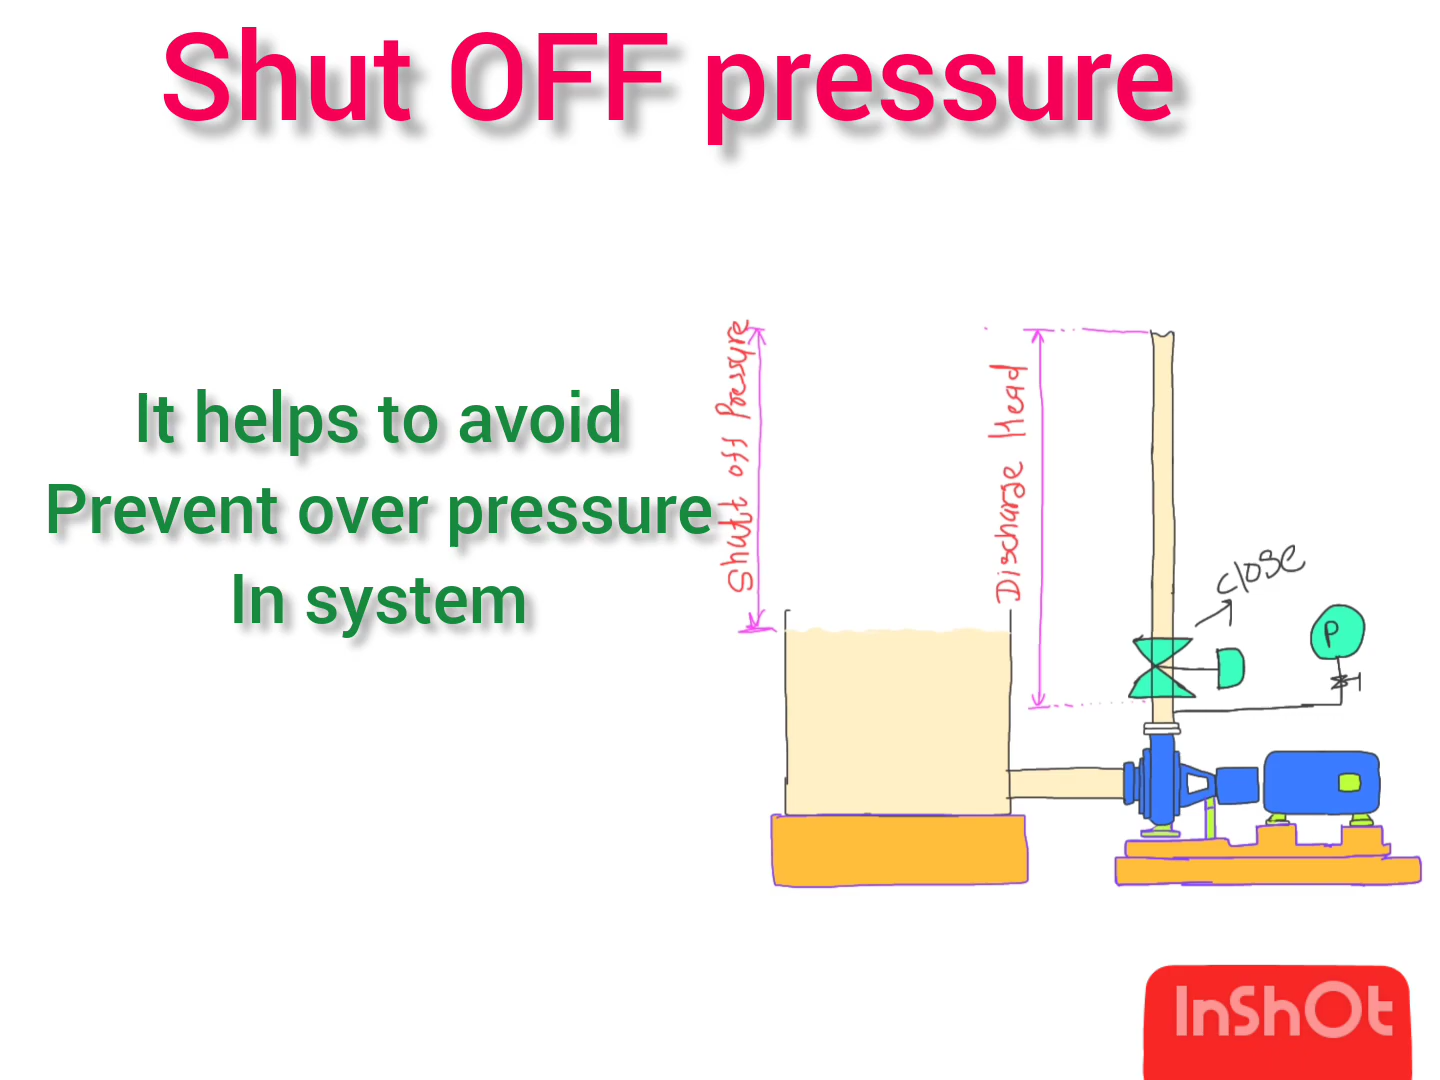 Shut OFF pressure
It helps to avoid
Prevent over pressure
In system
Shutt off Pressure
Discharge Head
close
P
InShOt